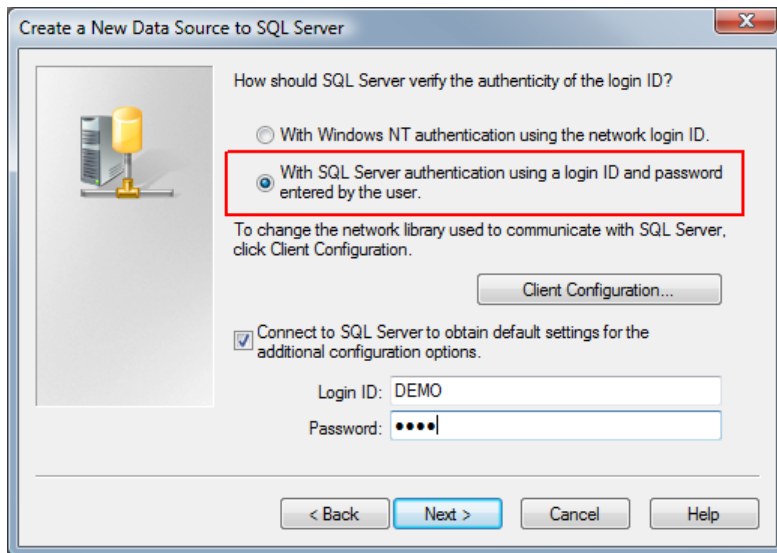 Create a New Data Source to SQL Server
How should SQL Server verify the authenticity of the login ID?
With Windows NT authentication using the network login ID.
With SQL Server authentication using a login ID and password
entered by the user.
To change the network library used to communicate with SQL Server,
click Client Configuration.
Client Configuration...
Connect to SQL Server to obtain default settings for the
additional configuration options.
Login ID: DEMO
Password: ●●●●
< Back Next > Cancel Help